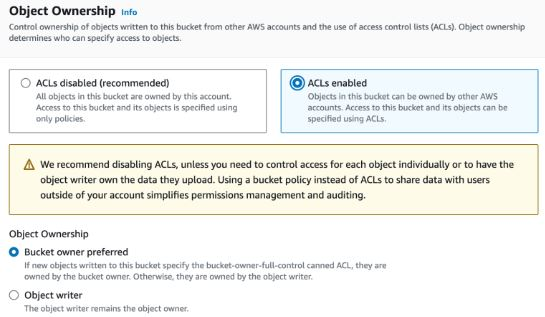 Object Ownership Info
Control ownership of objects written to this bucket from other AWS accounts and the use of access control lists (ACLs). Object ownership
determines who can specify access to objects.
ACLs disabled (recommended)
All objects in this bucket are owned by this account.
Access to this bucket and its objects is specified using
only policies.
ACLs enabled
Objects in this bucket can be owned by other AWS
accounts. Access to this bucket and its objects can be
specified using ACLs.
We recommend disabling ACLs, unless you need to control access for each object individually or to have the
object writer own the data they upload. Using a bucket policy instead of ACLs to share data with users
outside of your account simplifies permissions management and auditing.
Object Ownership
Bucket owner preferred
If new objects written to this bucket specify the bucket-owner-full-control canned ACL, they are
owned by the bucket owner. Otherwise, they are owned by the object writer.
Object writer
The object writer remains the object owner.